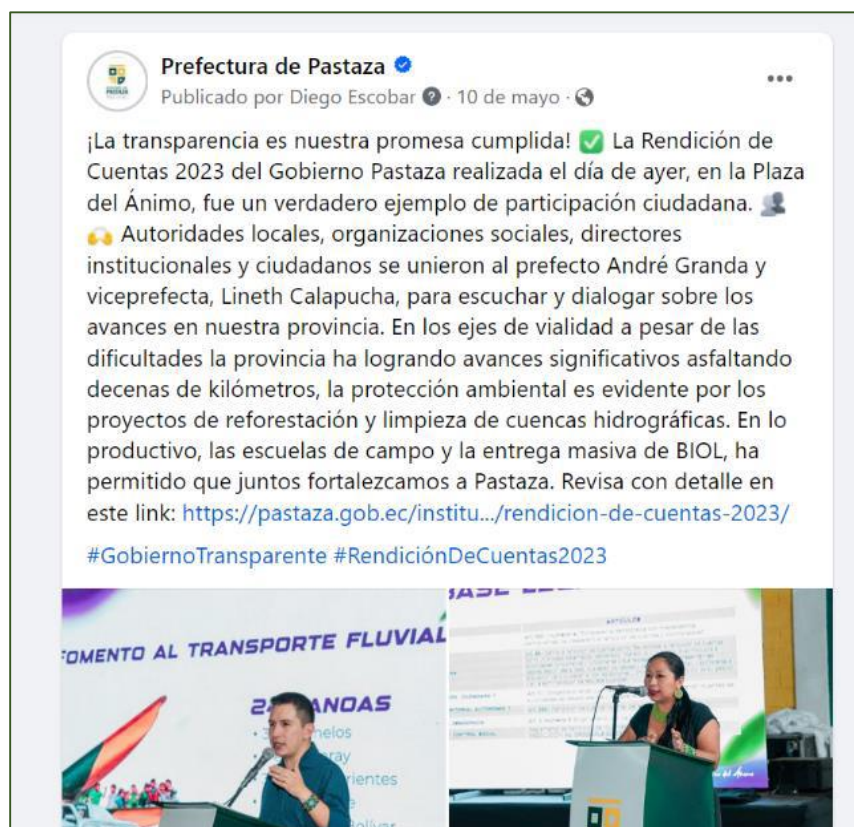 Prefectura de Pastaza
Publicado por Diego Escobar · 10 de mayo ·
¡La transparencia es nuestra promesa cumplida! ✅ La Rendición de
Cuentas 2023 del Gobierno Pastaza realizada el día de ayer, en la Plaza
del Ánimo, fue un verdadero ejemplo de participación ciudadana. 👥
🙌 Autoridades locales, organizaciones sociales, directores
institucionales y ciudadanos se unieron al prefecto André Granda y
viceprefecta, Lineth Calapucha, para escuchar y dialogar sobre los
avances en nuestra provincia. En los ejes de vialidad a pesar de las
dificultades la provincia ha logrando avances significativos asfaltando
decenas de kilómetros, la protección ambiental es evidente por los
proyectos de reforestación y limpieza de cuencas hidrográficas. En lo
productivo, las escuelas de campo y la entrega masiva de BIOL, ha
permitido que juntos fortalezcamos a Pastaza. Revisa con detalle en
este link: https://pastaza.gob.ec/institu.../rendicion-de-cuentas-2023/
#GobiernoTransparente #RendiciónDeCuentas2023
FOMENTO AL TRANSPORTE FLUVIAL
BASE
ARTÍCULOS